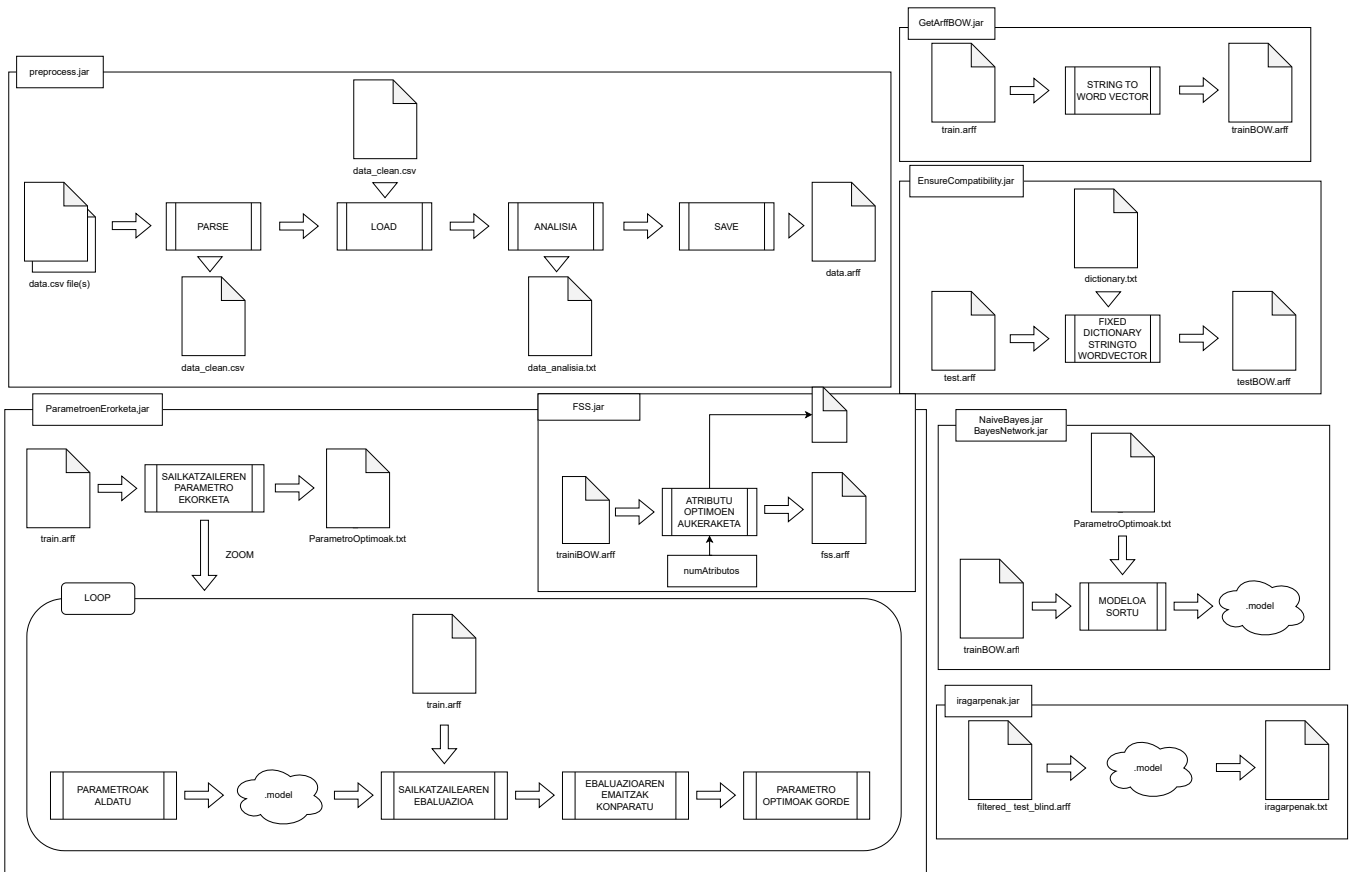 preprocess.jar
data_clean.csv
data.csv file(s)
PARSE
LOAD
ANALISIA
SAVE
data.arff
data_clean.csv
data_analisia.txt
GetArffBOW.jar
train.arff
STRING TO
WORD VECTOR
trainBOW.arff
EnsureCompatibility.jar
dictionary.txt
test.arff
FIXED
DICTIONARY
STRINGTO
WORDVECTOR
testBOW.arff
ParametroenErorketa.jar
train.arff
SAILKATZAILEREN
PARAMETRO
EKORKETA
ParametroOptimoak.txt
ZOOM
FSS.jar
trainiBOW.arff
ATRIBUTU
OPTIMOEN
AUKERAKETA
fss.arff
numAtributos
NaiveBayes.jar
BayesNetwork.jar
ParametroOptimoak.txt
trainBOW.arff
MODELOA
SORTU
.model
LOOP
train.arff
PARAMETROAK
ALDATU
.model
SAILKATZAILEAREN
EBALUAZIOA
EBALUAZIOAREN
EMAITZAK
KONPARATU
PARAMETRO
OPTIMOAK GORDE
iragarpenak.jar
filtered_ test_blind.arff
.model
iragarpenak.txt